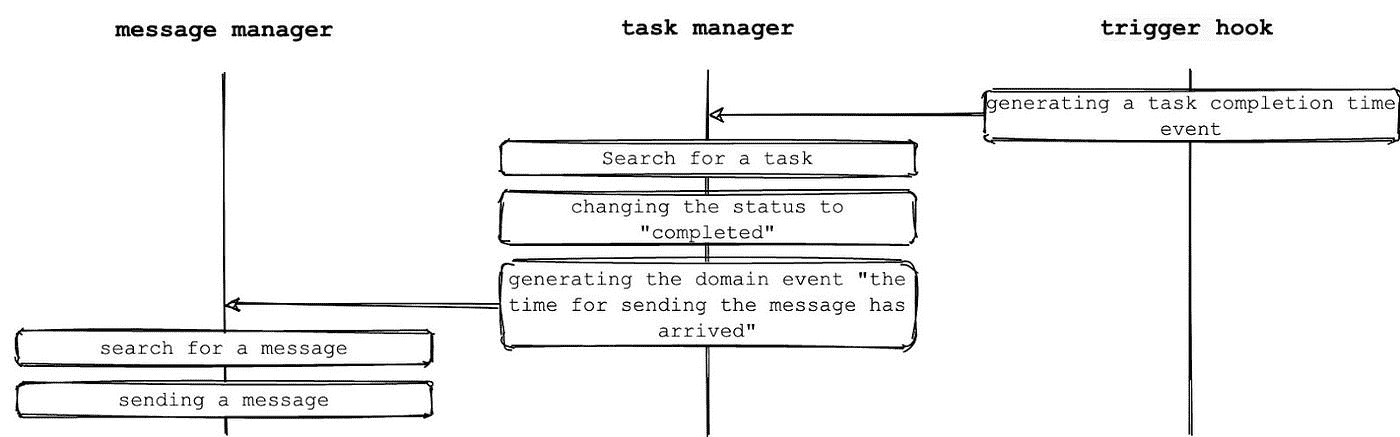 message manager
task manager
trigger hook
generating a task completion time
event
Search for a task
changing the status to
"completed"
generating the domain event "the
time for sending the message has
arrived"
search for a message
sending a message